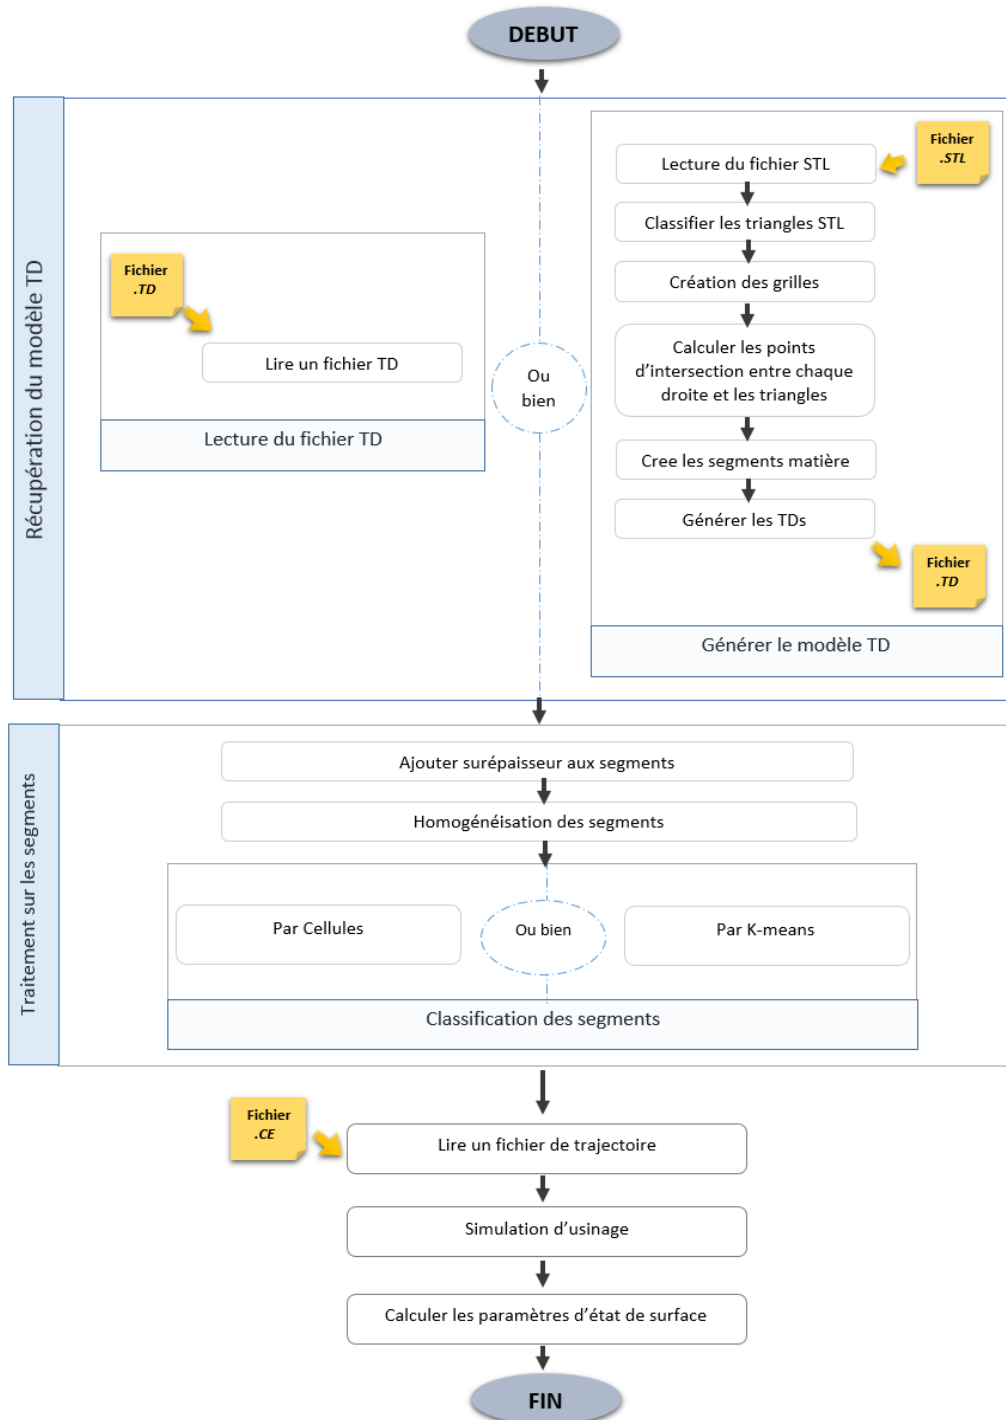 DEBUT
Récupération du modèle TD
Fichier
.TD
Lire un fichier TD
Lecture du fichier TD
Ou
bien
Fichier
.STL
Lecture du fichier STL
Classifier les triangles STL
Création des grilles
Calculer les points
d’intersection entre chaque
droite et les triangles
Cree les segments matière
Générer les TDs
Fichier
.TD
Générer le modèle TD
Traitement sur les segments
Ajouter surépaisseur aux segments
Homogénéisation des segments
Par Cellules
Ou bien
Par K-means
Classification des segments
Fichier
.CE
Lire un fichier de trajectoire
Simulation d’usinage
Calculer les paramètres d’état de surface
FIN